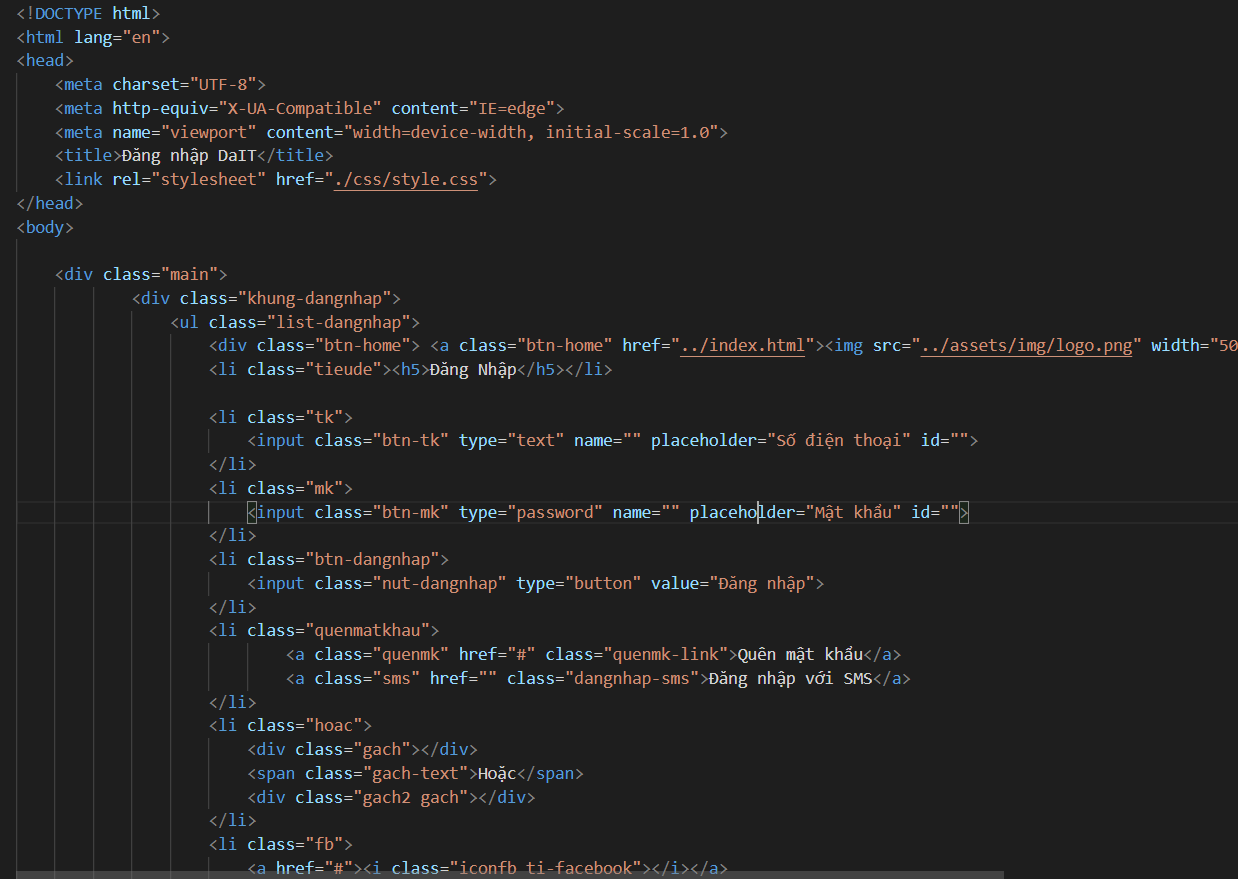 <!DOCTYPE html>
<html lang="en">
<head>
    <meta charset="UTF-8">
    <meta http-equiv="X-UA-Compatible" content="IE=edge">
    <meta name="viewport" content="width=device-width, initial-scale=1.0">
    <title>Đăng nhập DaIT</title>
    <link rel="stylesheet" href="./css/style.css">
</head>
<body>
    <div class="main">
            <div class="khung-dangnhap">
                <ul class="list-dangnhap">
                    <div class="btn-home"> <a class="btn-home" href="../index.html"><img src="../assets/img/logo.png" width="50
                    <li class="tieude"><h5>Đăng Nhập</h5></li>
                    <li class="tk">
                        <input class="btn-tk" type="text" name="" placeholder="Số điện thoại" id="">
                    </li>
                    <li class="mk">
                        <input class="btn-mk" type="password" name="" placeholder="Mật khẩu" id="">
                    </li>
                    <li class="btn-dangnhap">
                        <input class="nut-dangnhap" type="button" value="Đăng nhập">
                    </li>
                    <li class="quenmatkhau">
                            <a class="quenmk" href="#" class="quenmk-link">Quên mật khẩu</a>
                            <a class="sms" href="" class="dangnhap-sms">Đăng nhập với SMS</a>
                    </li>
                    <li class="hoac">
                        <div class="gach"></div>
                        <span class="gach-text">Hoặc</span>
                        <div class="gach2 gach"></div>
                    </li>
                    <li class="fb">
                        <a href="#"><i class="iconfb ti-facebook"></i></a>